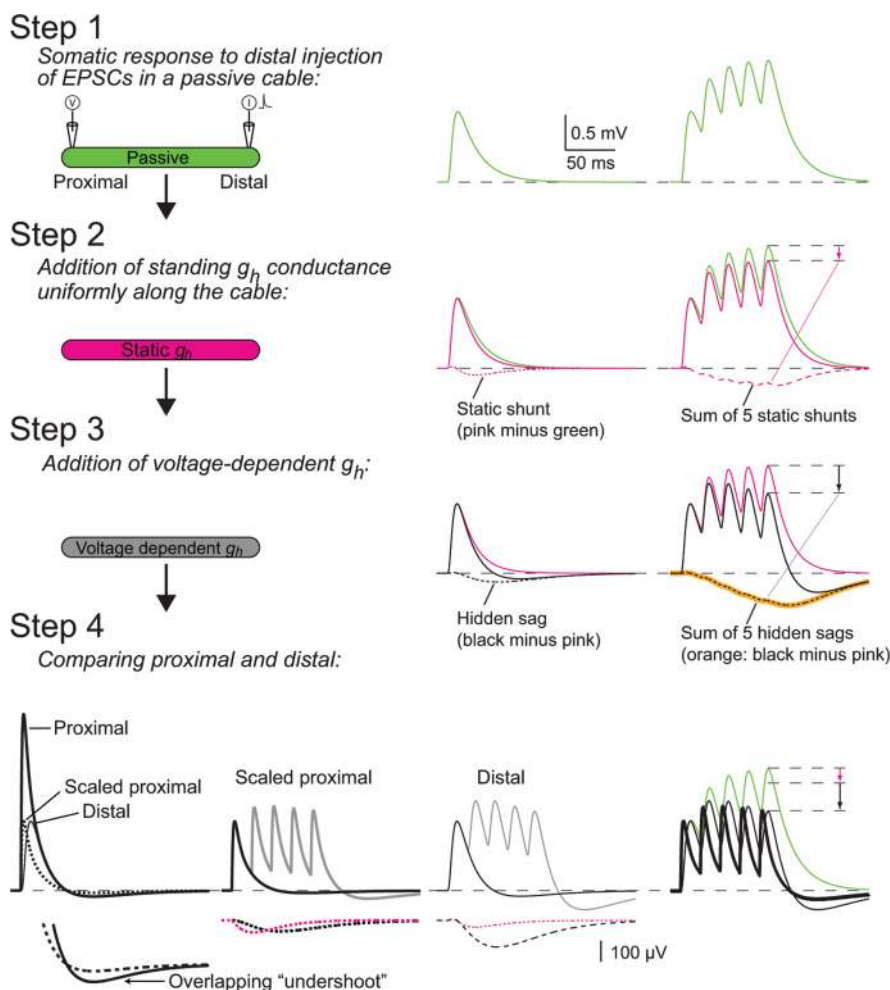 Step 1
Somatic response to distal injection
of EPSCs in a passive cable:
V
I
Passive
Proximal
Distal
0.5 mV
50 ms
Step 2
Addition of standing gh conductance
uniformly along the cable:
Static gh
Static shunt
(pink minus green)
Sum of 5 static shunts
Step 3
Addition of voltage-dependent gh:
Voltage dependent gh
Hidden sag
(black minus pink)
Sum of 5 hidden sags
(orange: black minus pink)
Step 4
Comparing proximal and distal:
Proximal
Scaled proximal
Distal
Scaled proximal
Distal
100 µV
Overlapping “undershoot”